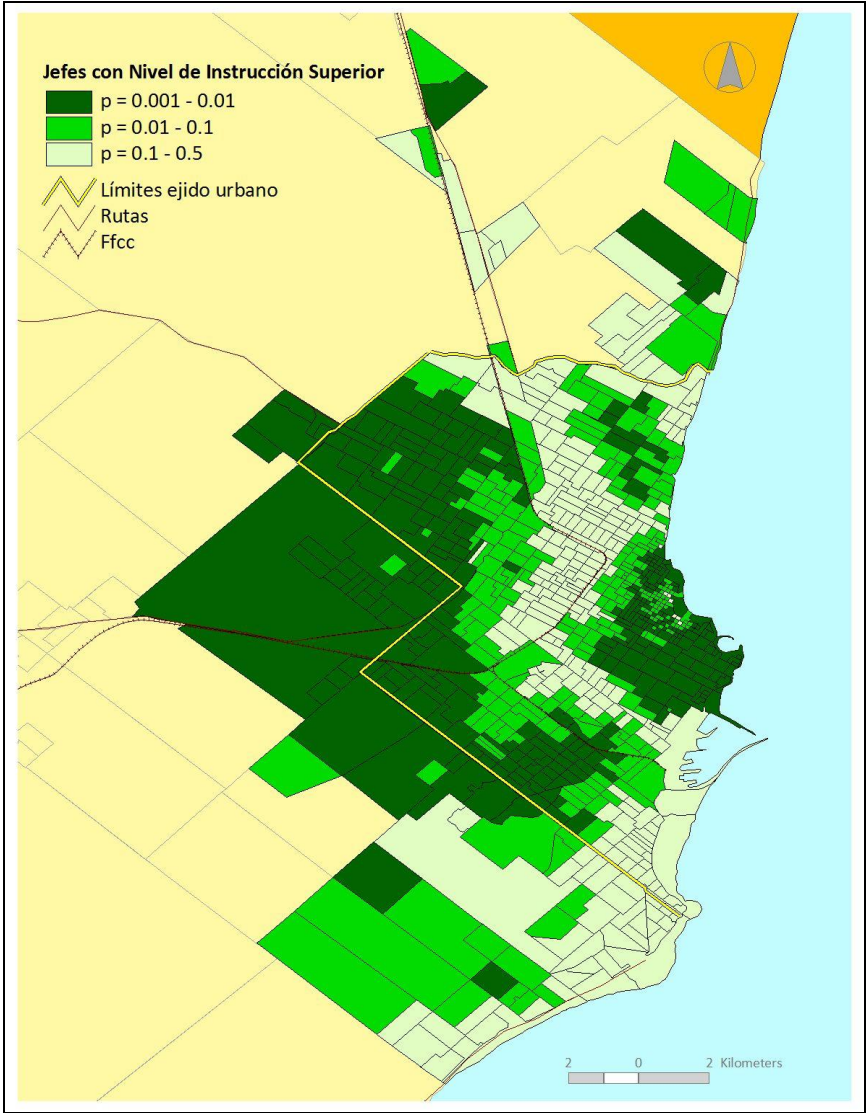 Jefes con Nivel de Instrucción Superior
p = 0.001 - 0.01
p = 0.01 - 0.1
p = 0.1 - 0.5
Límites ejido urbano
Rutas
Ffcc
2 0 2 Kilometers